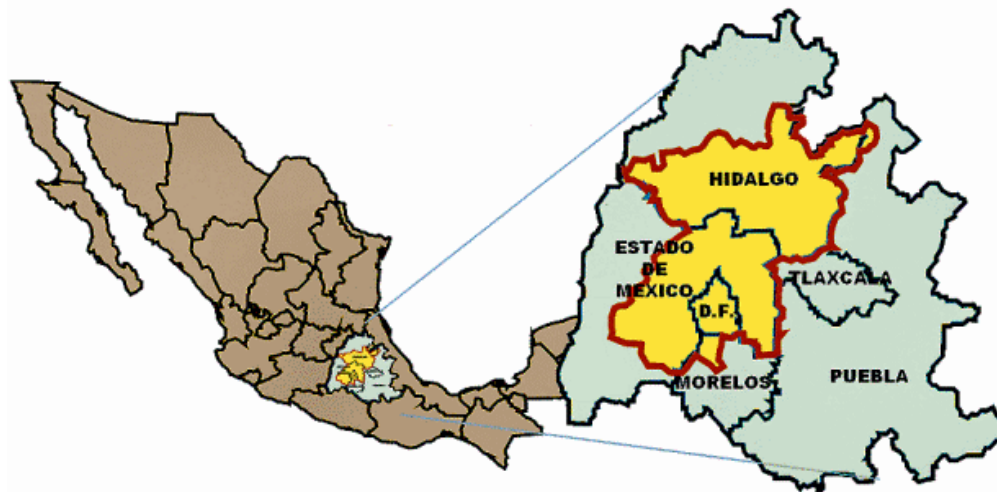 HIDALGO
ESTADO
DE
MEXICO
TLAXCALA
D.F.
MORELOS
PUEBLA